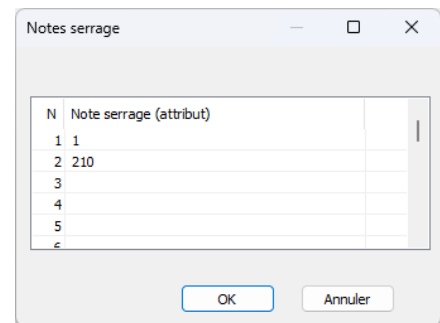 Notes serrage
N Note serrage (attribut)
1 1
2 210
3
4
5
OK Annuler